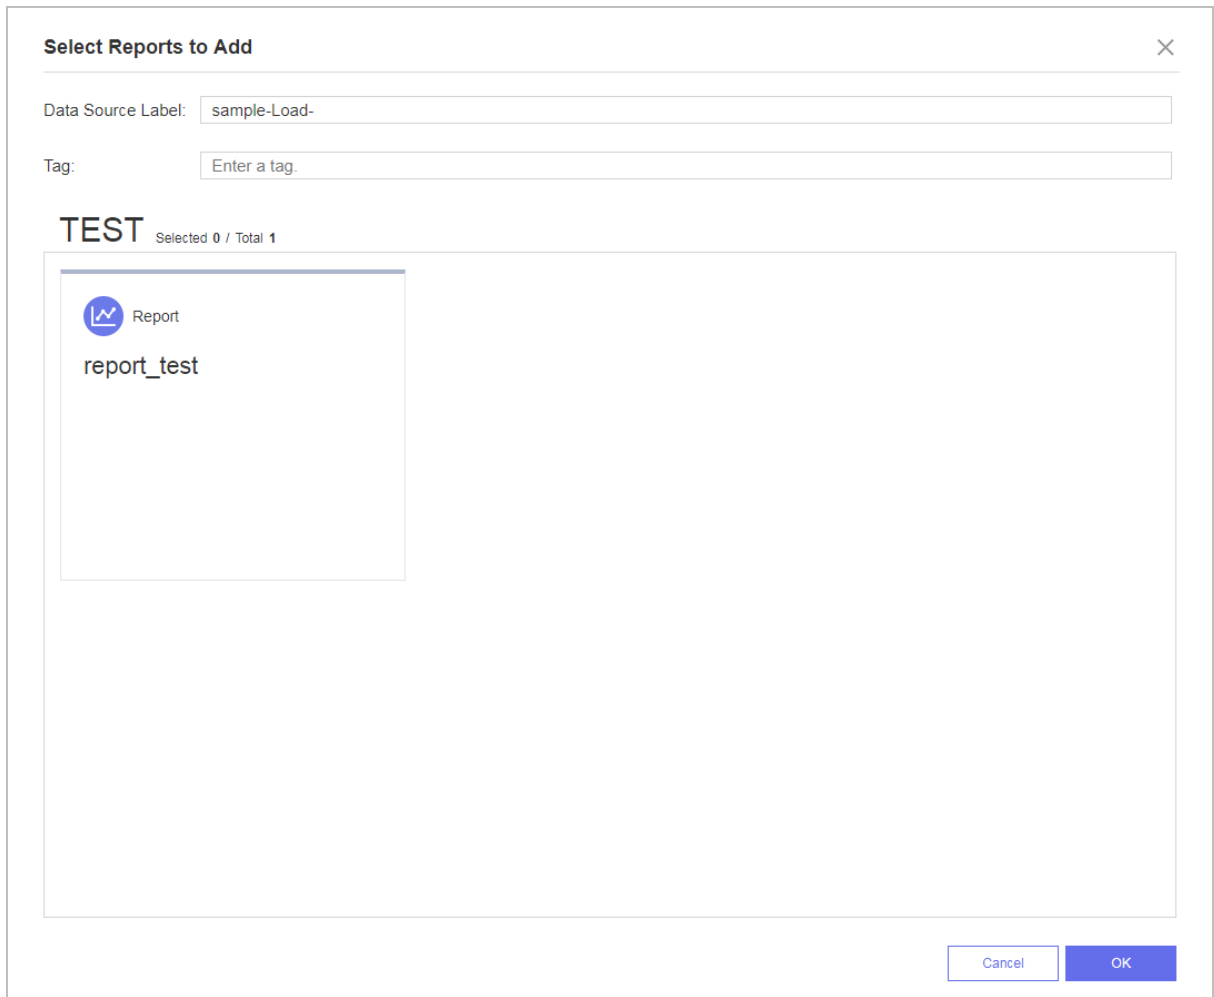 Select Reports to Add
Data Source Label: sample-Load-
Tag: Enter a tag.
TEST Selected 0 / Total 1
Report
report_test
Cancel OK